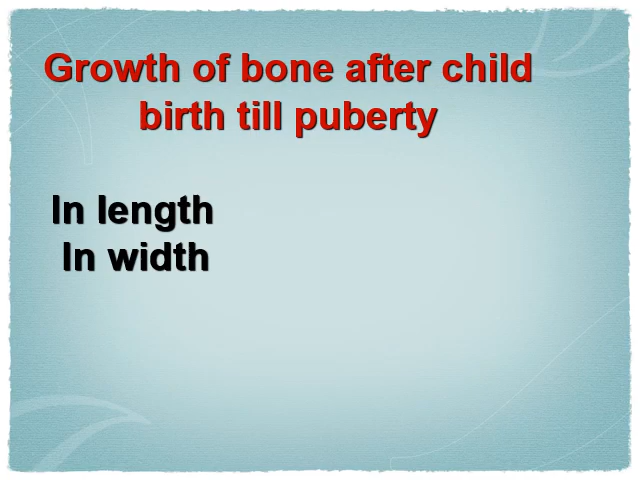 Growth of bone after child
birth till puberty
In length
In width